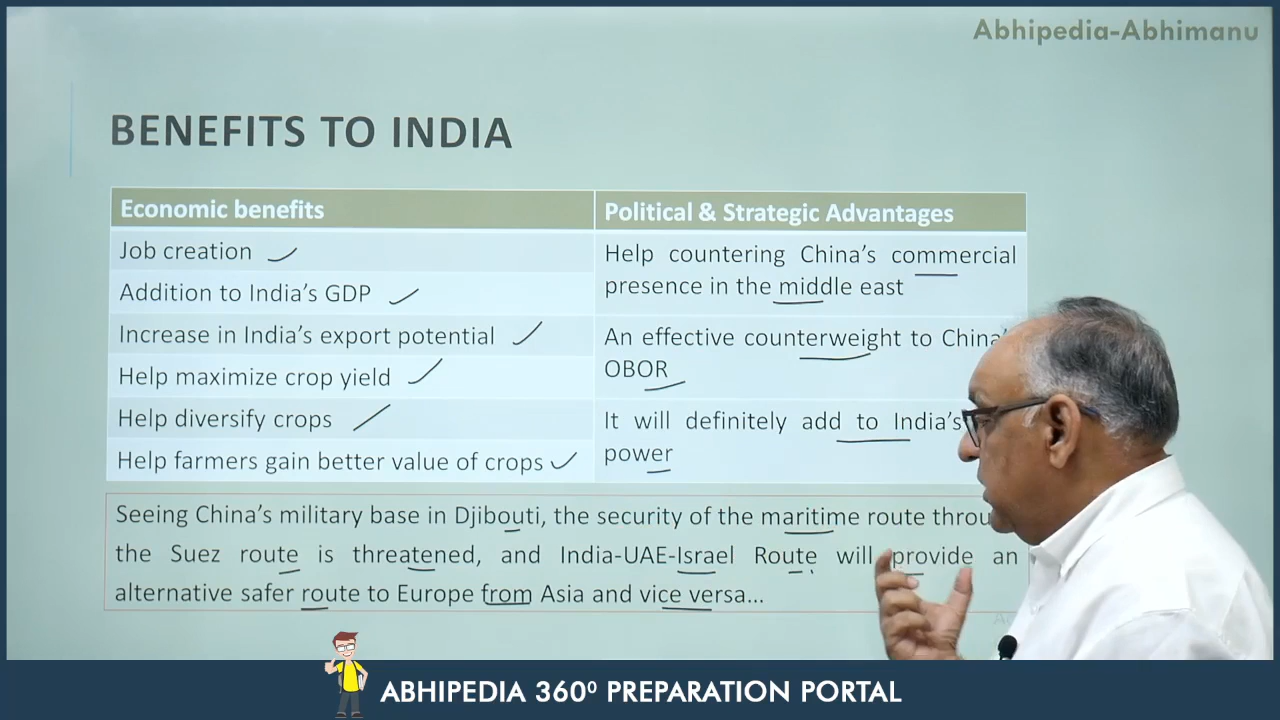 Abhipedia-Abhimanu
BENEFITS TO INDIA
Economic benefits
Political & Strategic Advantages
Job creation
Addition to India's GDP
Increase in India's export potential
Help maximize crop yield
Help diversify crops
Help farmers gain better value of crops
Help countering China's commercial
presence in the middle east
An effective counterweight to China's
OBOR
It will definitely add to India's
power
Seeing China's military base in Djibouti, the security of the maritime route
the Suez route is threatened, and India-UAE-Israel Route will provide an
alternative safer route to Europe from Asia and vice versa...
ABHIPEDIA 360⁰ PREPARATION PORTAL